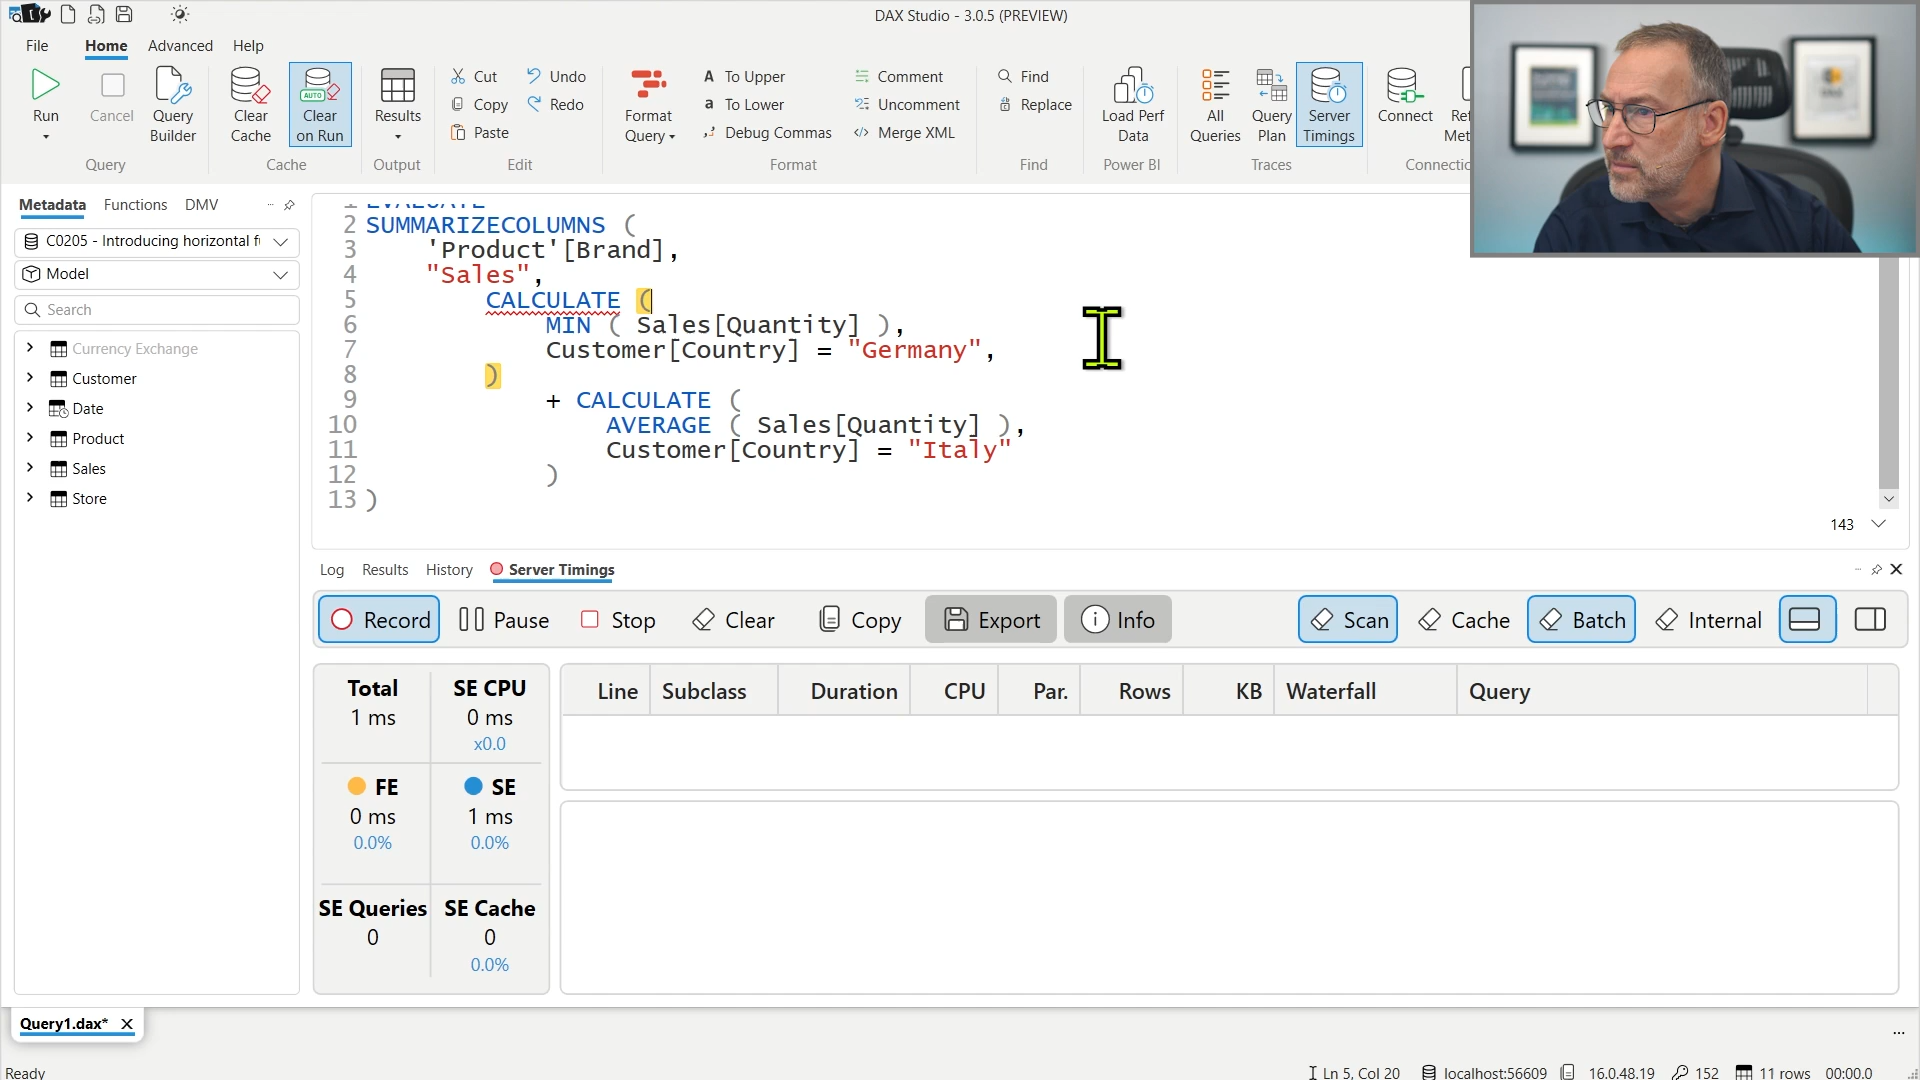 DAX Studio - 3.0.5 (PREVIEW)
File Home Advanced Help
Run Cancel Query Builder Clear Cache AUTO Clear on Run Results
Cut Copy Paste Undo Redo
Format Query
A To Upper
a To Lower
Debug Commas
Comment
Uncomment
Merge XML
Find
Replace
Load Perf Data
All Queries Query Plan Server Timings Connect
Query Cache Output Edit Format Find Power BI Traces
Metadata Functions DMV
C0205 - Introducing horizontal f
Model
Search
Currency Exchange
Customer
Date
Product
Sales
Store
1 EVALUATE
2 SUMMARIZECOLUMNS (
3 'Product'[Brand],
4 "Sales",
5 CALCULATE (
6 MIN ( Sales[Quantity] ),
7 Customer[Country] = "Germany",
8 )
9 + CALCULATE (
10 AVERAGE ( Sales[Quantity] ),
11 Customer[Country] = "Italy"
12 )
13 )
143
Log Results History Server Timings
Record Pause Stop Clear Copy Export Info Scan Cache Batch Internal
Total SE CPU
1 ms 0 ms
x0.0
FE SE
0 ms 1 ms
0.0% 0.0%
SE Queries SE Cache
0 0
0.0%
Line Subclass Duration CPU Par. Rows KB Waterfall Query
Query1.dax*
Ready Ln 5, Col 20 localhost:56609 16.0.48.19 152 11 rows 00:00.0